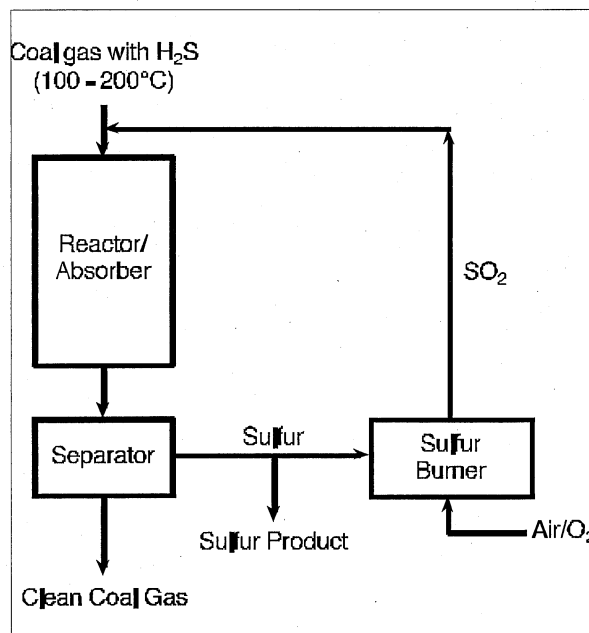 Coal gas with H₂S
(100 – 200°C)
Reactor/
Absorber
SO₂
Separator
Sulfur
Sulfur
Burner
Sulfur Product
Air/O₂
Clean Coal Gas